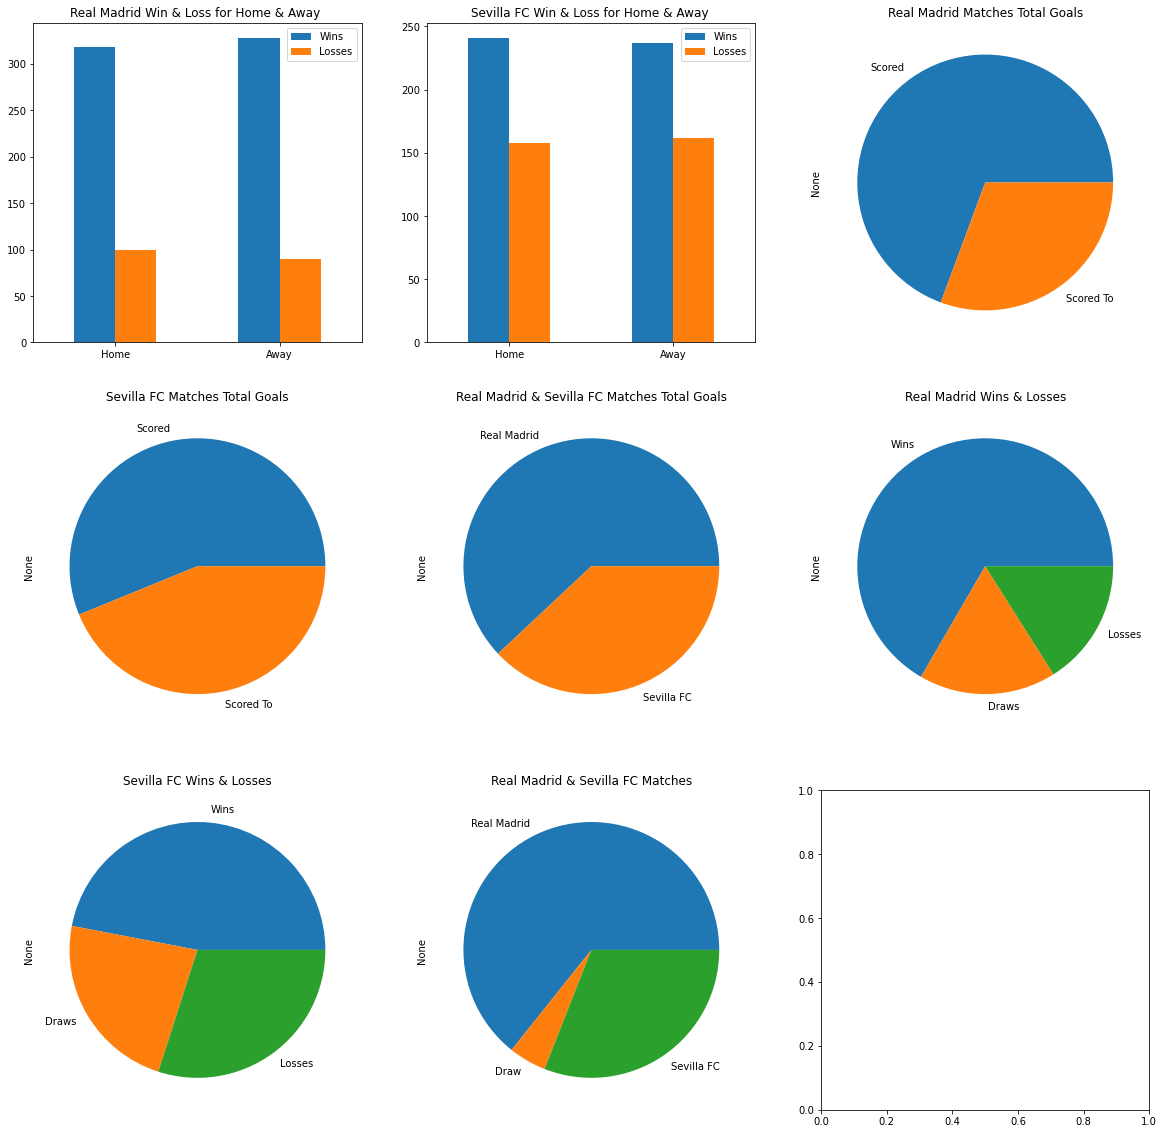 Real Madrid Win & Loss for Home & Away
Wins
Losses
300
250
200
150
100
50
0
Home
Away
Sevilla FC Win & Loss for Home & Away
Wins
Losses
250
200
150
100
50
0
Home
Away
Real Madrid Matches Total Goals
Scored
None
Scored To
Sevilla FC Matches Total Goals
Scored
None
Scored To
Real Madrid & Sevilla FC Matches Total Goals
Real Madrid
None
Sevilla FC
Real Madrid Wins & Losses
Wins
None
Losses
Draws
Sevilla FC Wins & Losses
Wins
None
Draws
Losses
Real Madrid & Sevilla FC Matches
Real Madrid
None
Draw
Sevilla FC
1.0
0.8
0.6
0.4
0.2
0.0
0.0
0.2
0.4
0.6
0.8
1.0